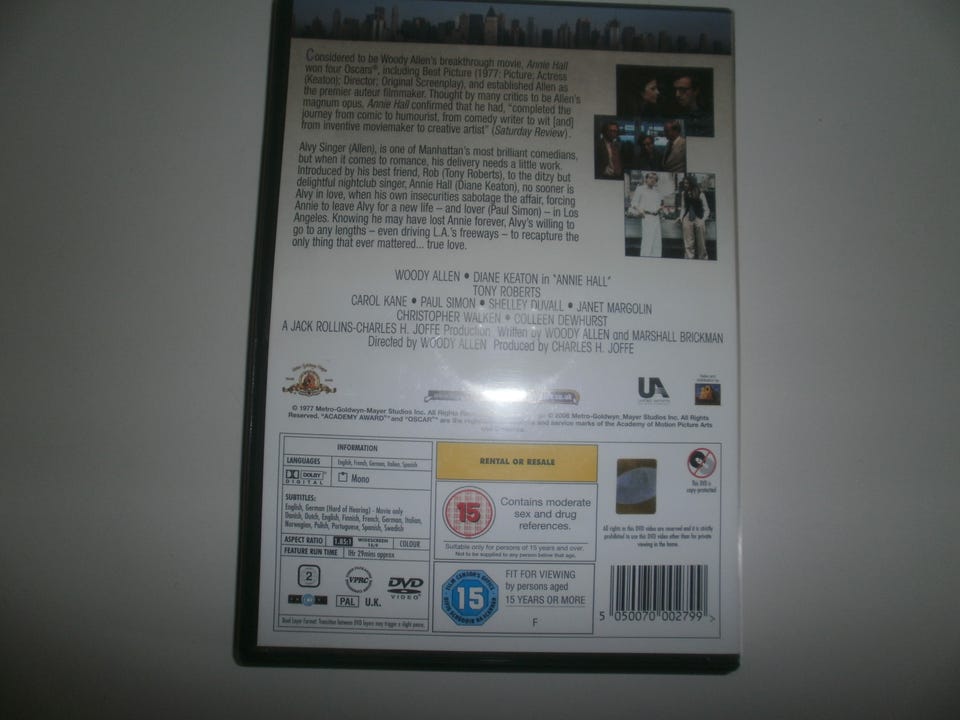 Considered to be Woody Allen's breakthrough movie, Annie Hall
won four Oscars®, including Best Picture (1977: Picture; Actress
(Keaton); Director; Original Screenplay), and established Allen as
the premier auteur filmmaker. Thought by many critics to be Allen's
magnum opus, Annie Hall confirmed that he had, "completed the
journey from comic to humourist, from comedy writer to wit [and]
from inventive moviemaker to creative artist" (Saturday Review).
Alvy Singer (Allen), is one of Manhattan's most brilliant comedians,
but when it comes to romance, his delivery needs a little work.
Introduced by his best friend, Rob (Tony Roberts), to the ditzy but
delightful nightclub singer, Annie Hall (Diane Keaton), no sooner is
Alvy in love, when his own insecurities sabotage the affair, forcing
Annie to leave Alvy for a new life – and lover (Paul Simon) – in Los
Angeles. Knowing he may have lost Annie forever, Alvy's willing to
go to any lengths – even driving L.A.'s freeways – to recapture the
only thing that ever mattered... true love.
WOODY ALLEN • DIANE KEATON in "ANNIE HALL"
TONY ROBERTS
CAROL KANE • PAUL SIMON • SHELLEY DUVALL • JANET MARGOLIN
CHRISTOPHER WALKEN • COLLEEN DEWHURST
A JACK ROLLINS-CHARLES H. JOFFE Production Written by WOODY ALLEN and MARSHALL BRICKMAN
Directed by WOODY ALLEN Produced by CHARLES H. JOFFE
UA
© 1977 Metro-Goldwyn-Mayer Studios Inc. All Rights © 2008 Metro-Goldwyn Mayer Studios Inc. All Rights
Reserved. "ACADEMY AWARD®" and "OSCAR®" are the and service marks of the Academy of Motion Picture Arts
INFORMATION
LANGUAGES English, French, German, Italian, Spanish
DOLBY DIGITAL Mono
SUBTITLES:
English, German (Hard of Hearing) - Movie only
Danish, Dutch, English, Finnish, French, German, Italian,
Norwegian, Polish, Portuguese, Spanish, Swedish
ASPECT RATIO 1.85:1 WIDESCREEN 16:9 COLOUR
FEATURE RUN TIME 1Hr 29mins approx
2 VPRC DVD VIDEO
PAL U.K.
Dual Layer Format: Transition between DVD layers may trigger a slight pause.
RENTAL OR RESALE
15
Contains moderate
sex and drug
references.
Suitable only for persons of 15 years and over.
Not to be supplied to any person below that age.
FILM CENSOR'S OFFICE
15
FIT FOR VIEWING
by persons aged
15 YEARS OR MORE
F
This DVD is
copy-protected
All rights in this DVD video are reserved and it is strictly
prohibited to use this DVD video other than for private
viewing in the home.
5 050070 002799 >